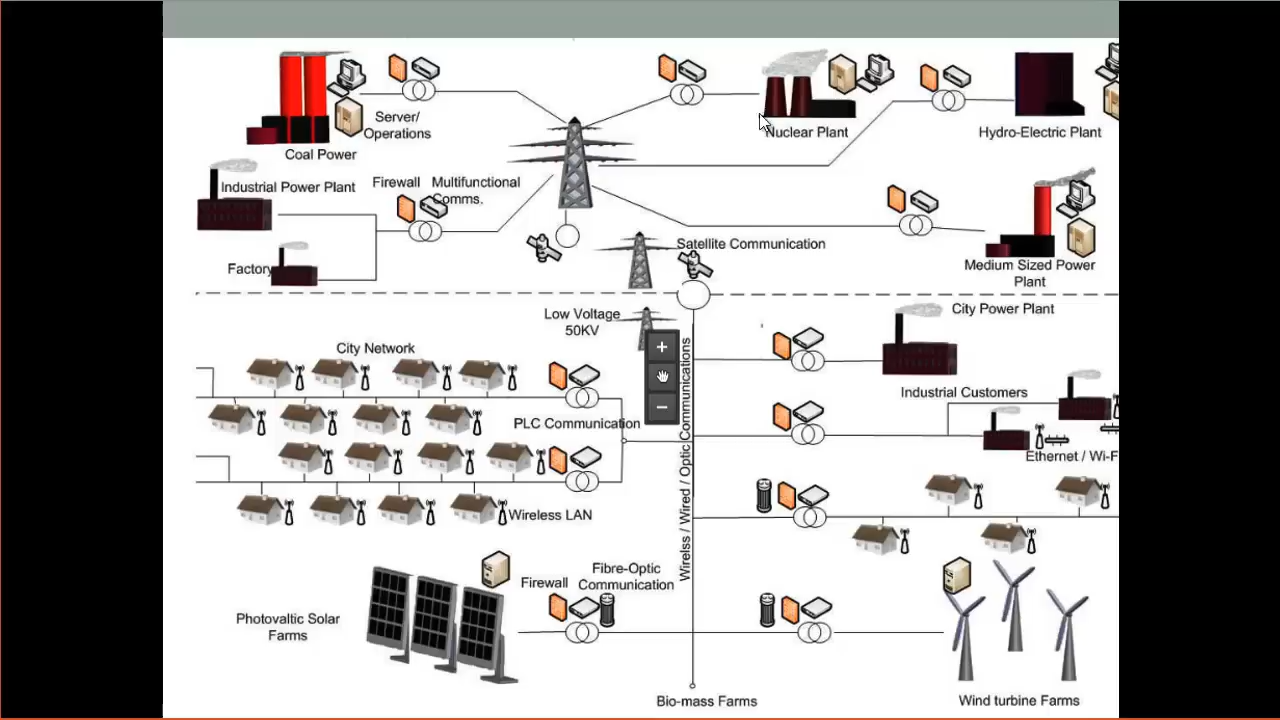 Server/
Operations
Coal Power
Nuclear Plant
Hydro-Electric Plant
Industrial Power Plant
Firewall
Multifunctional
Comms.
Factory
Satellite Communication
Medium Sized Power
Plant
Low Voltage
50KV
City Power Plant
City Network
Industrial Customers
PLC Communication
Ethernet / Wi-F
Wirelss / Wired / Optic Communications
Wireless LAN
Firewall
Fibre-Optic
Communication
Photovaltic Solar
Farms
Bio-mass Farms
Wind turbine Farms